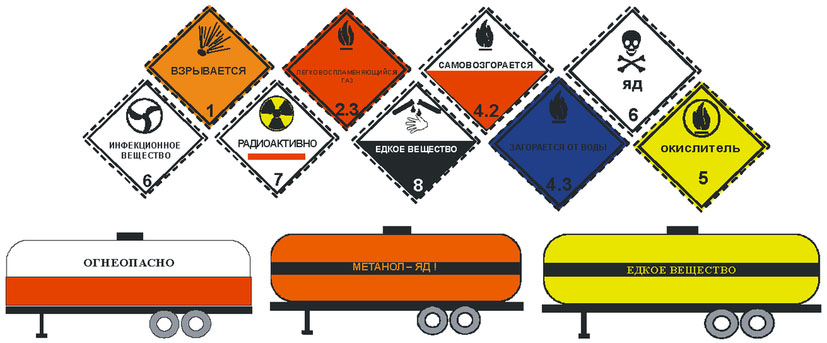 ВЗРЫВАЕТСЯ
1
ЛЕГКОВОСПЛАМЕНЯЮЩИЙСЯ
ГАЗ
2.3
САМОВОЗГОРАЕТСЯ
4.2
ЯД
6
ИНФЕКЦИОННОЕ
ВЕЩЕСТВО
6
РАДИОАКТИВНО
7
ЕДКОЕ ВЕЩЕСТВО
8
ЗАГОРАЕТСЯ ОТ ВОДЫ
4.3
ОКИСЛИТЕЛЬ
5
ОГНЕОПАСНО
МЕТАНОЛ – ЯД !
ЕДКОЕ ВЕЩЕСТВО